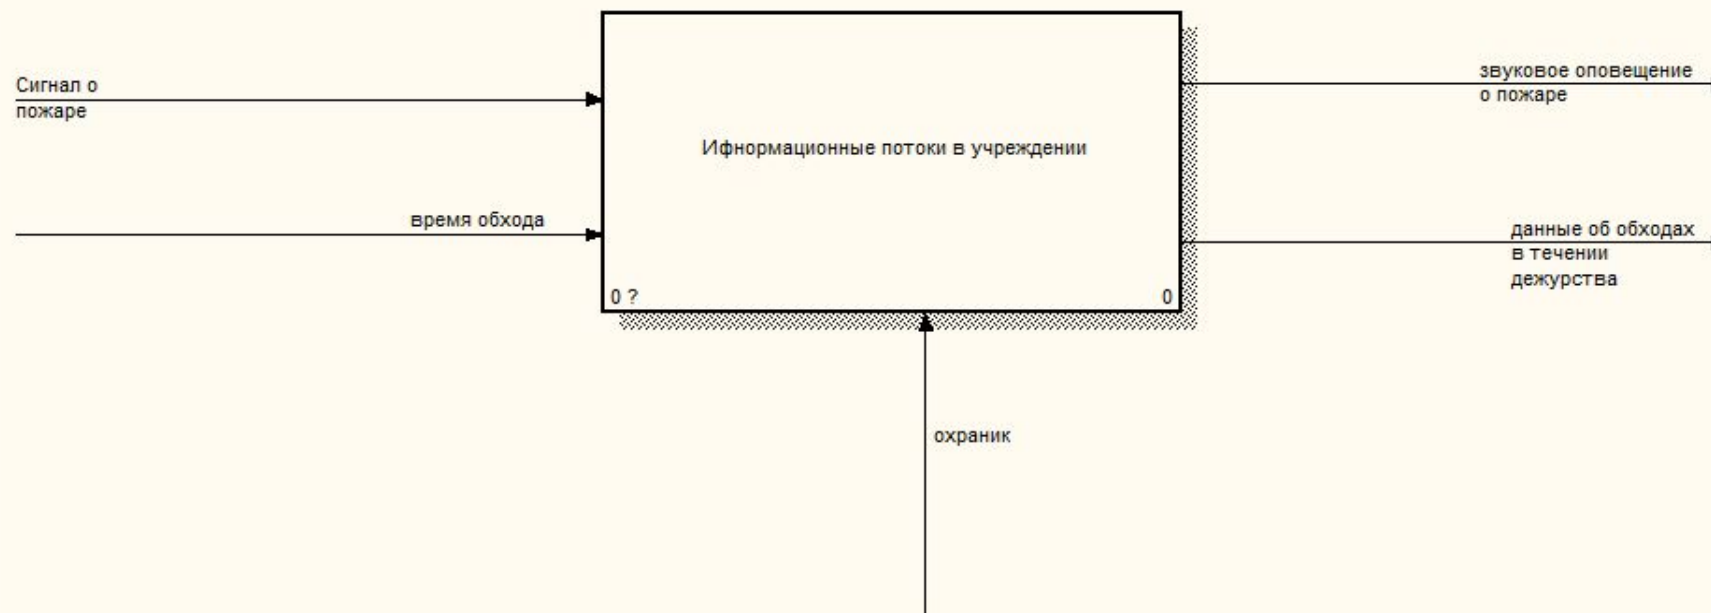 Сигнал о
пожаре
звуковое оповещение
о пожаре
Ифнормационные потоки в учреждении
время обхода
данные об обходах
в течении
дежурства
0 ?
0
охраник